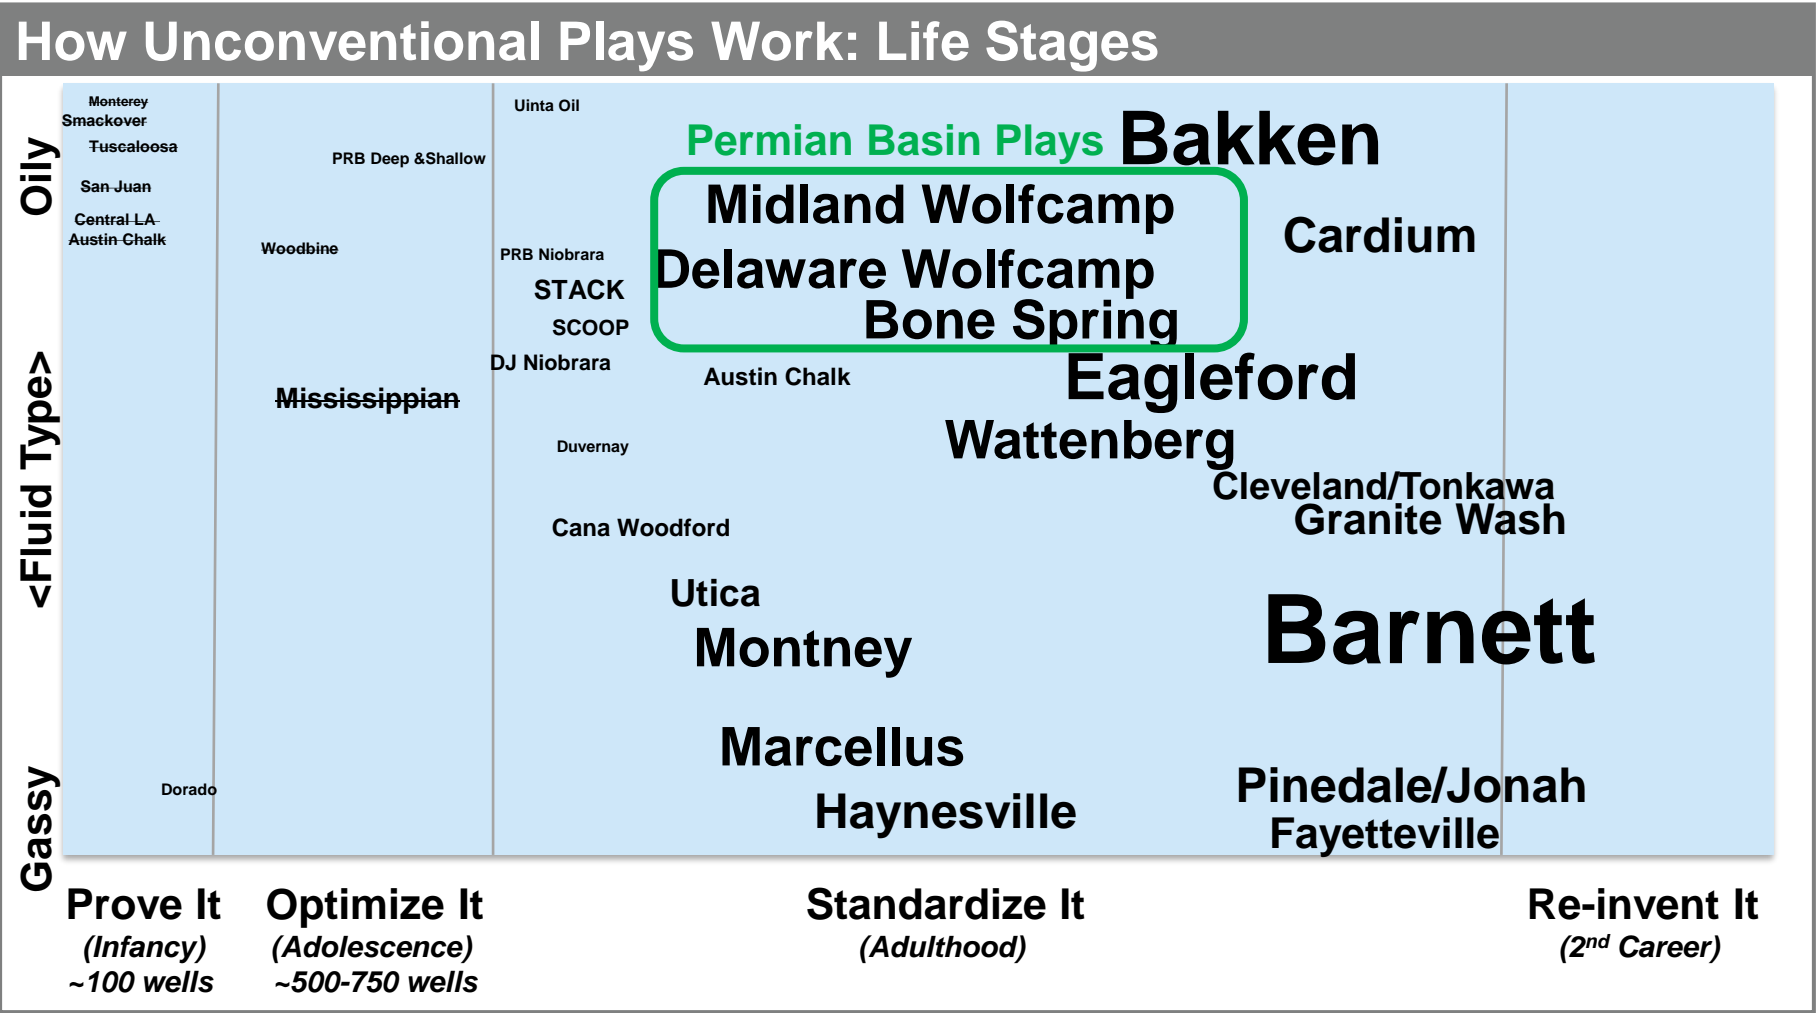 How Unconventional Plays Work: Life Stages
Oily
<Fluid Type>
Gassy
Monterey
Smackover
Tuscaloosa
San Juan
Central LA
Austin Chalk
Dorado
PRB Deep &Shallow
Woodbine
Mississippian
Uinta Oil
PRB Niobrara
STACK
SCOOP
DJ Niobrara
Duvernay
Cana Woodford
Permian Basin Plays
Midland Wolfcamp
Delaware Wolfcamp
Bone Spring
Bakken
Cardium
Eagleford
Austin Chalk
Wattenberg
Cleveland/Tonkawa
Granite Wash
Utica
Montney
Barnett
Marcellus
Haynesville
Pinedale/Jonah
Fayetteville
Prove It
(Infancy)
~100 wells
Optimize It
(Adolescence)
~500-750 wells
Standardize It
(Adulthood)
Re-invent It
(2nd Career)